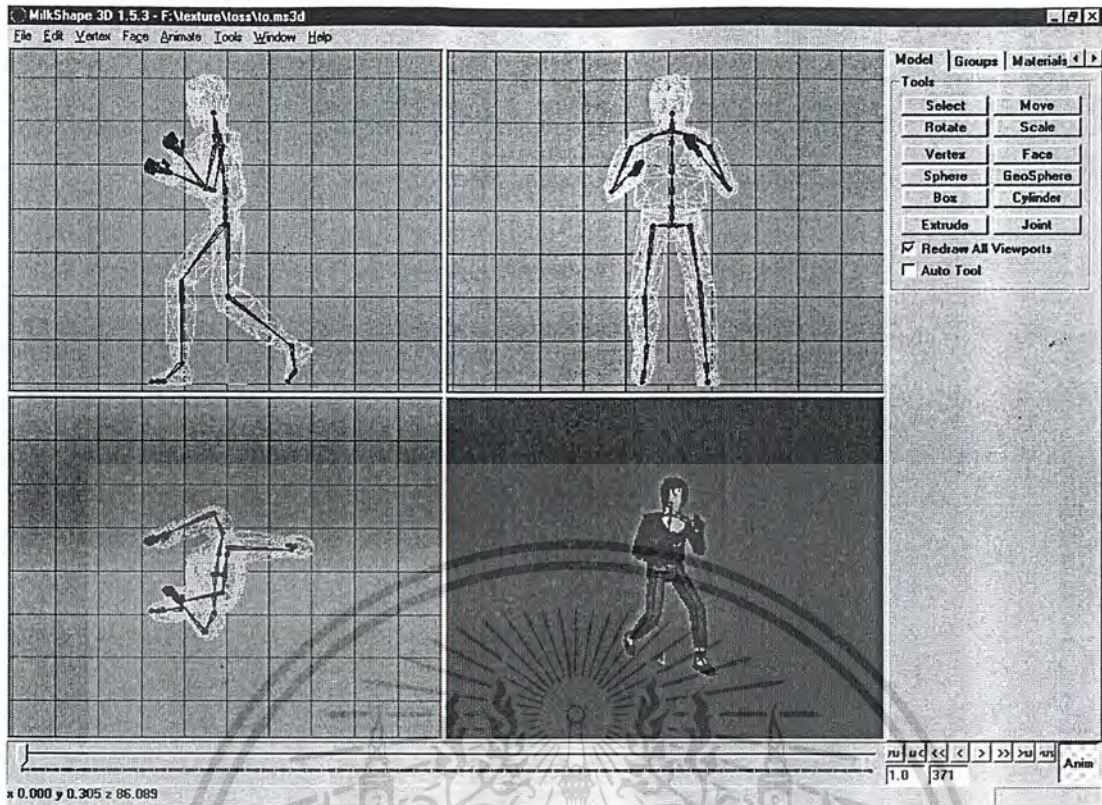 MilkShape 3D 1.5.3 - F:\texture\toss\to.ms3d
File Edit Vertex Face Animate Tools Window Help
Model Groups Materials
Tools
Select Move
Rotate Scale
Vertex Face
Sphere GeoSphere
Box Cylinder
Extrude Joint
Redraw All Viewports
Auto Tool
<< < > >>
Anim
1.0 371
x 0.000 y 0.305 z 86.089